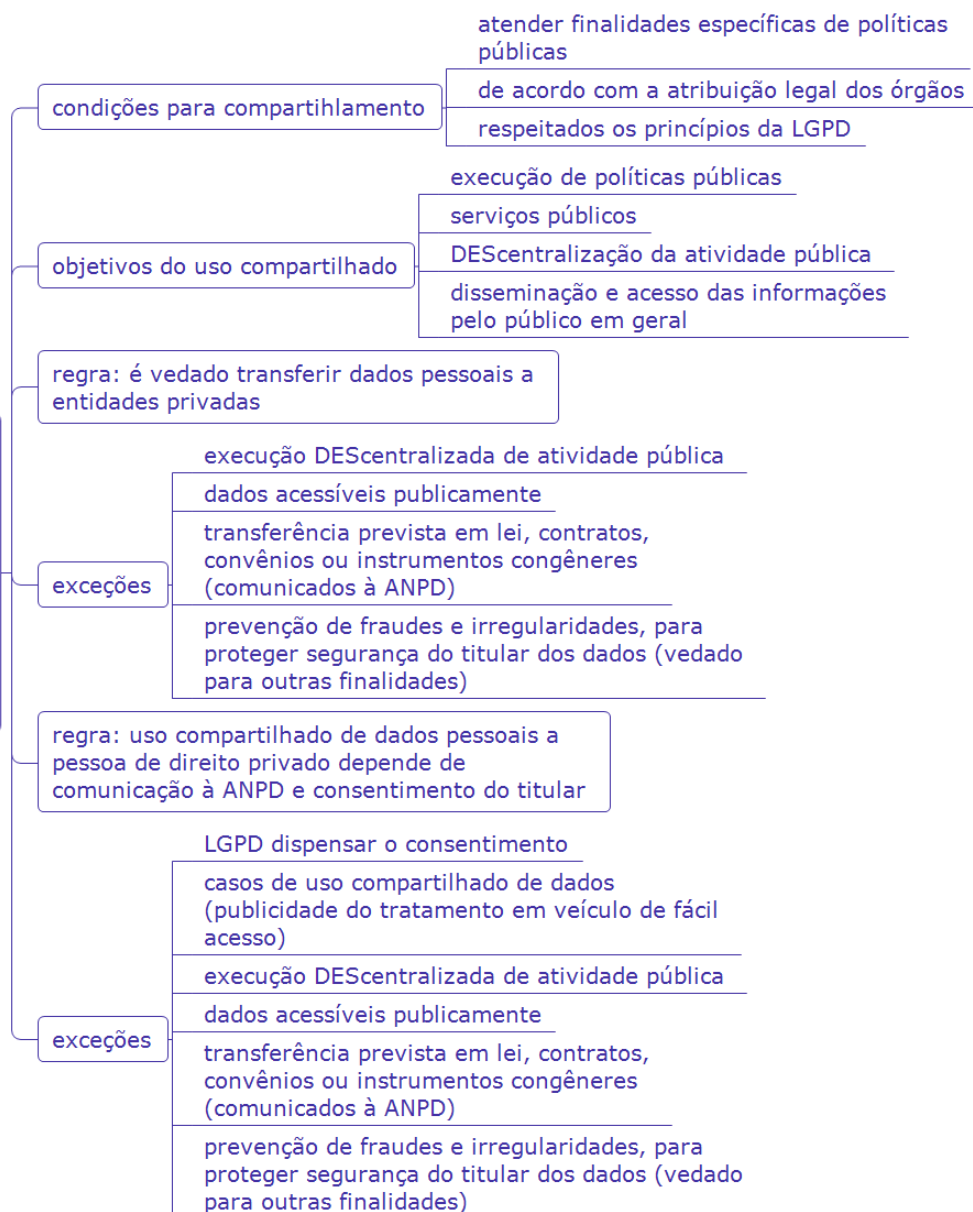 atender finalidades específicas de políticas
públicas
condições para compartihlamento
de acordo com a atribuição legal dos órgãos
respeitados os princípios da LGPD
execução de políticas públicas
serviços públicos
objetivos do uso compartilhado
DEScentralização da atividade pública
disseminação e acesso das informações
pelo público em geral
regra: é vedado transferir dados pessoais a
entidades privadas
execução DEScentralizada de atividade pública
dados acessíveis publicamente
transferência prevista em lei, contratos,
convênios ou instrumentos congêneres
(comunicados à ANPD)
exceções
prevenção de fraudes e irregularidades, para
proteger segurança do titular dos dados (vedado
para outras finalidades)
regra: uso compartilhado de dados pessoais a
pessoa de direito privado depende de
comunicação à ANPD e consentimento do titular
LGPD dispensar o consentimento
casos de uso compartilhado de dados
(publicidade do tratamento em veículo de fácil
acesso)
execução DEScentralizada de atividade pública
dados acessíveis publicamente
exceções
transferência prevista em lei, contratos,
convênios ou instrumentos congêneres
(comunicados à ANPD)
prevenção de fraudes e irregularidades, para
proteger segurança do titular dos dados (vedado
para outras finalidades)